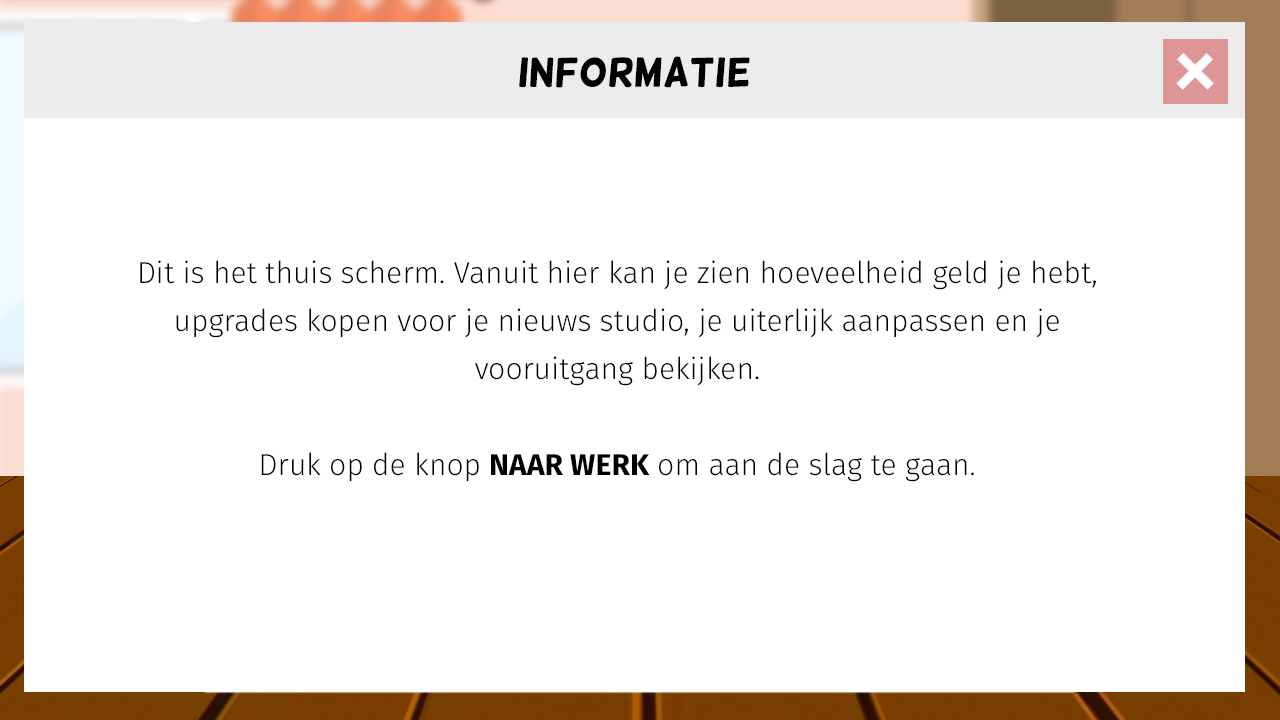 INFORMATIE
Dit is het thuis scherm. Vanuit hier kan je zien hoeveelheid geld je hebt,
upgrades kopen voor je nieuws studio, je uiterlijk aanpassen en je
vooruitgang bekijken.
Druk op de knop NAAR WERK om aan de slag te gaan.